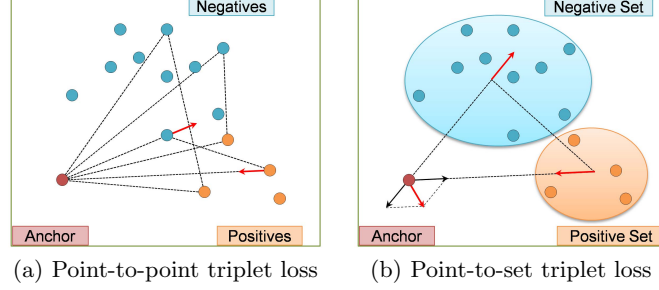 Negatives
Negative Set
Anchor
Positives
Anchor
Positive Set
(a) Point-to-point triplet loss
(b) Point-to-set triplet loss